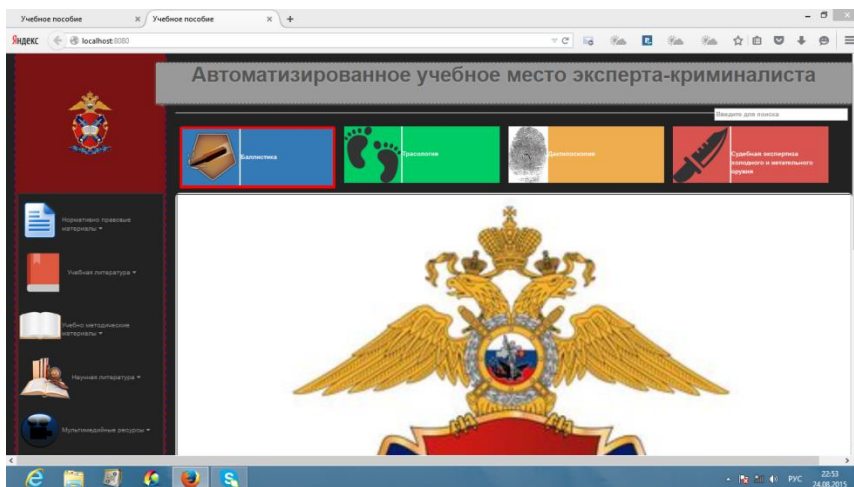 Учебное пособие
Учебное пособие
Яндекс
localhost:8080
Автоматизированное учебное место эксперта-криминалиста
Введите для поиска
Баллистика
Трасология
Дактилоскопия
Судебная экспертиза
холодного и метательного
оружия
Нормативно правовые
материалы
Учебная литература
Учебно методические
материалы
Научная литература
Мультимедийные ресурсы
РУС
22:53
24.08.2015